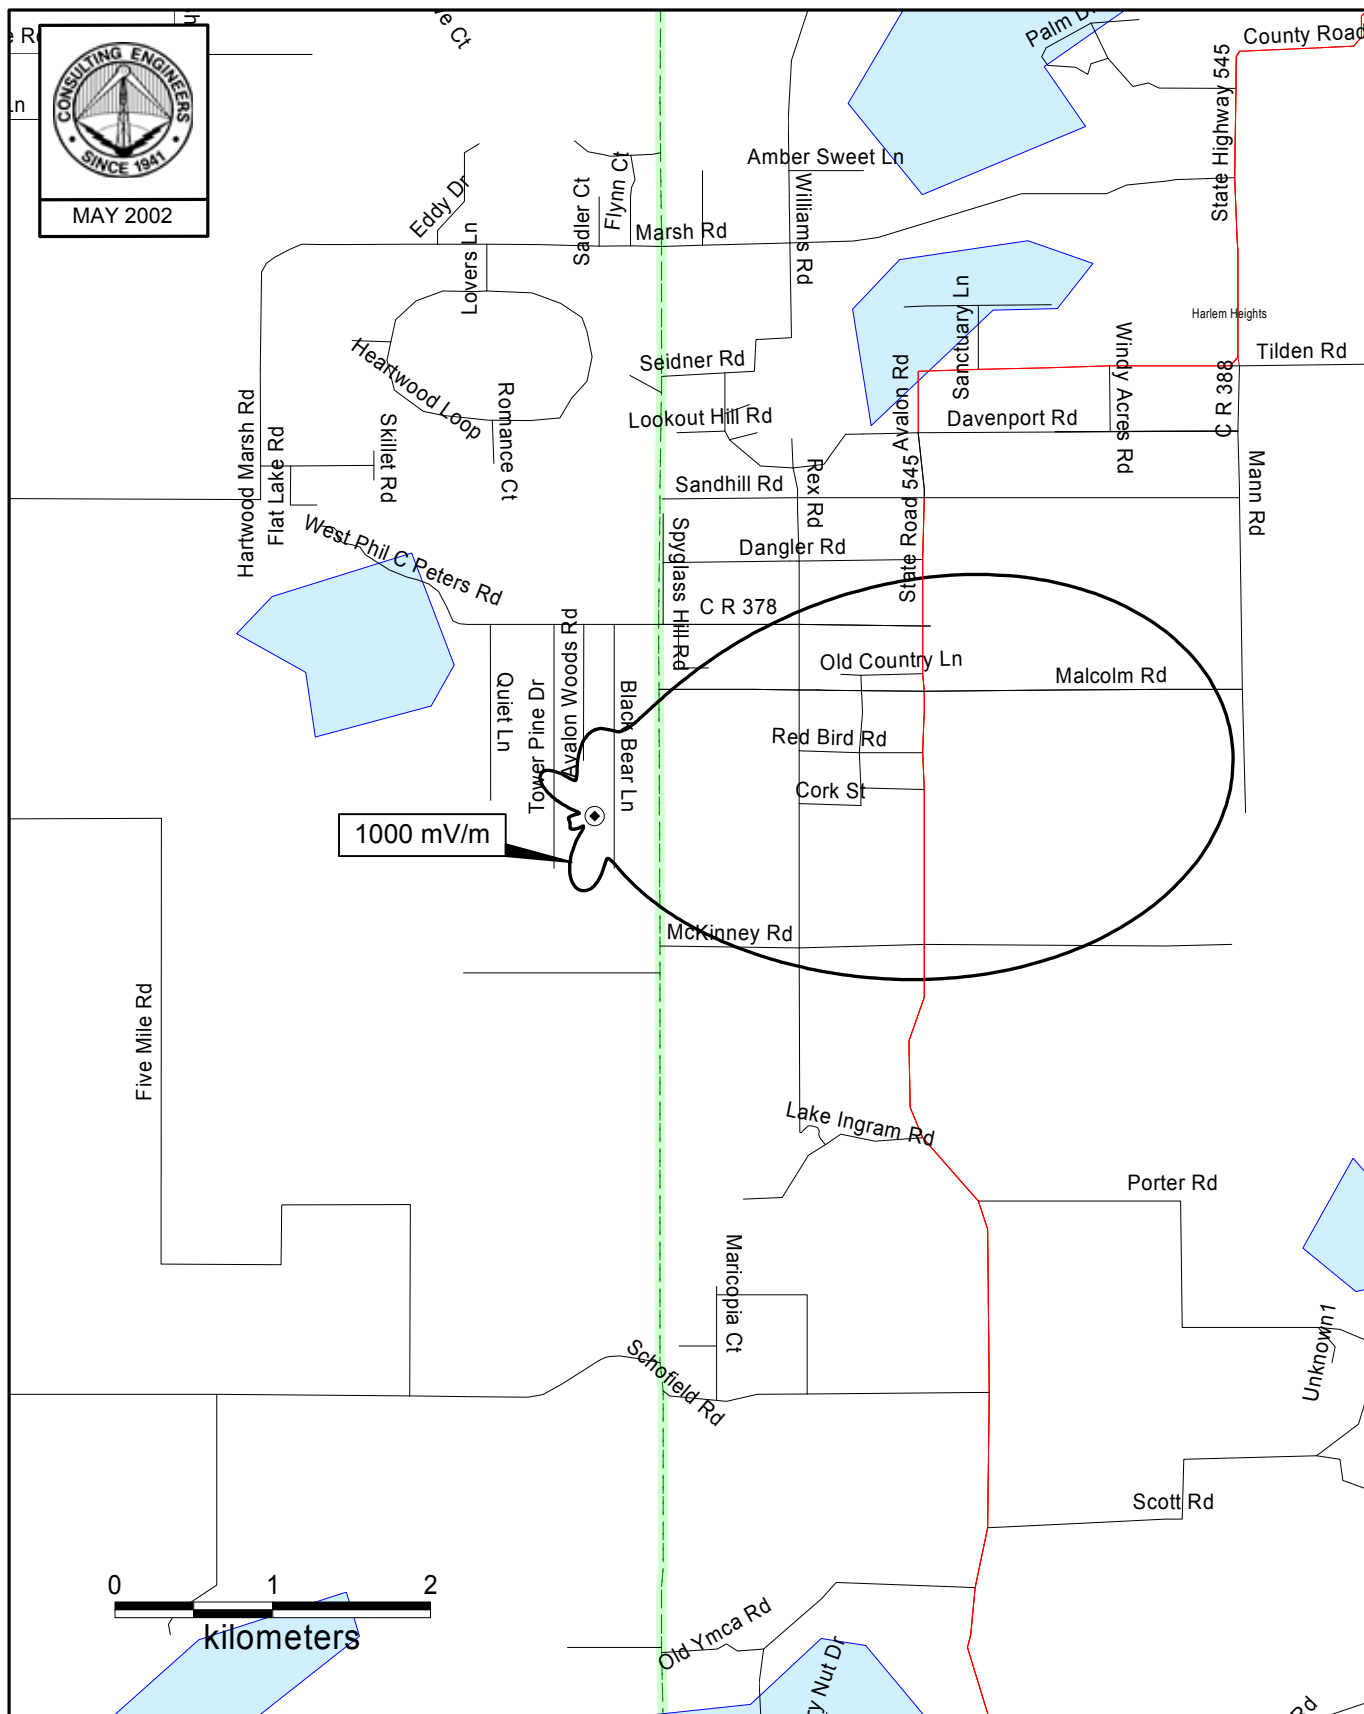 CONSULTING ENGINEERS
SINCE 1941
MAY 2002
Palm
County Road
State Highway 545
Amber Sweet Ln
Williams Rd
Eddy Dr
Sadler Ct
Flynn Ct
Marsh Rd
Lovers Ln
Sanctuary Ln
Harlem Heights
Heartwood Loop
Seidner Rd
Avalon Rd
Windy Acres Rd
C R 388
Tilden Rd
Hartwood Marsh Rd
Flat Lake Rd
Skillet Rd
Romance Ct
Lookout Hill Rd
Davenport Rd
Sandhill Rd
Rex Rd
State Road 545
Mann Rd
West Phil C Peters Rd
Spyglass Hill Rd
Dangler Rd
C R 378
Quiet Ln
Tower Pine Dr
Avalon Woods Rd
Black Bear Ln
Old Country Ln
Malcolm Rd
Red Bird Rd
Cork St
1000 mV/m
McKinney Rd
Five Mile Rd
Lake Ingram Rd
Porter Rd
Maricopia Ct
Schofield Rd
Unknown1
Scott Rd
0 1 2
kilometers
Old Ymca Rd
Nut Dr
Rd